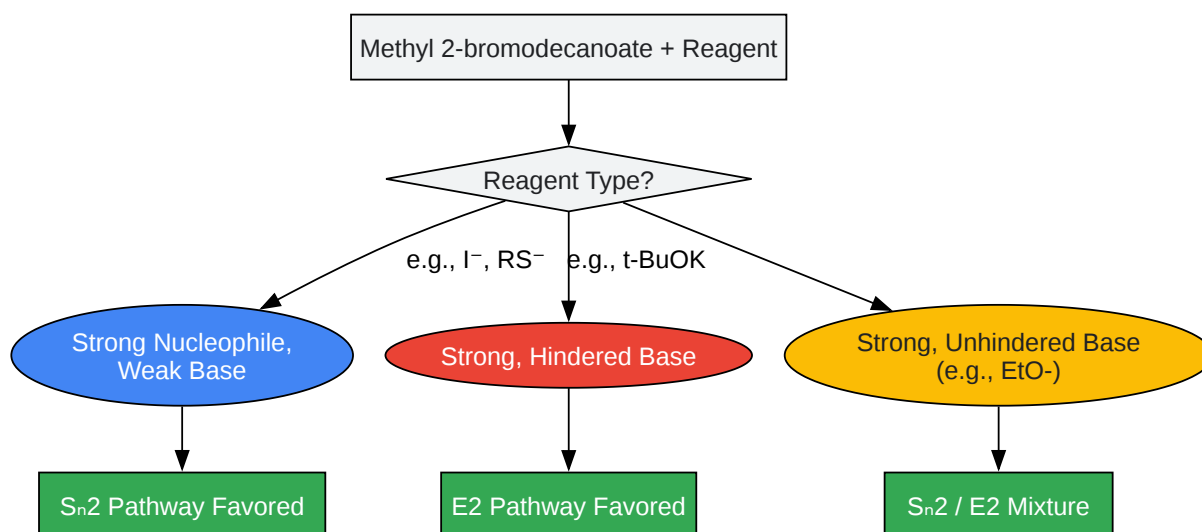 Methyl 2-bromodecanoate + Reagent
Reagent Type?
e.g., I⁻, RS⁻
e.g., t-BuOK
Strong Nucleophile,
Weak Base
Strong, Hindered Base
Strong, Unhindered Base
(e.g., EtO-)
Sₙ2 Pathway Favored
E2 Pathway Favored
Sₙ2 / E2 Mixture